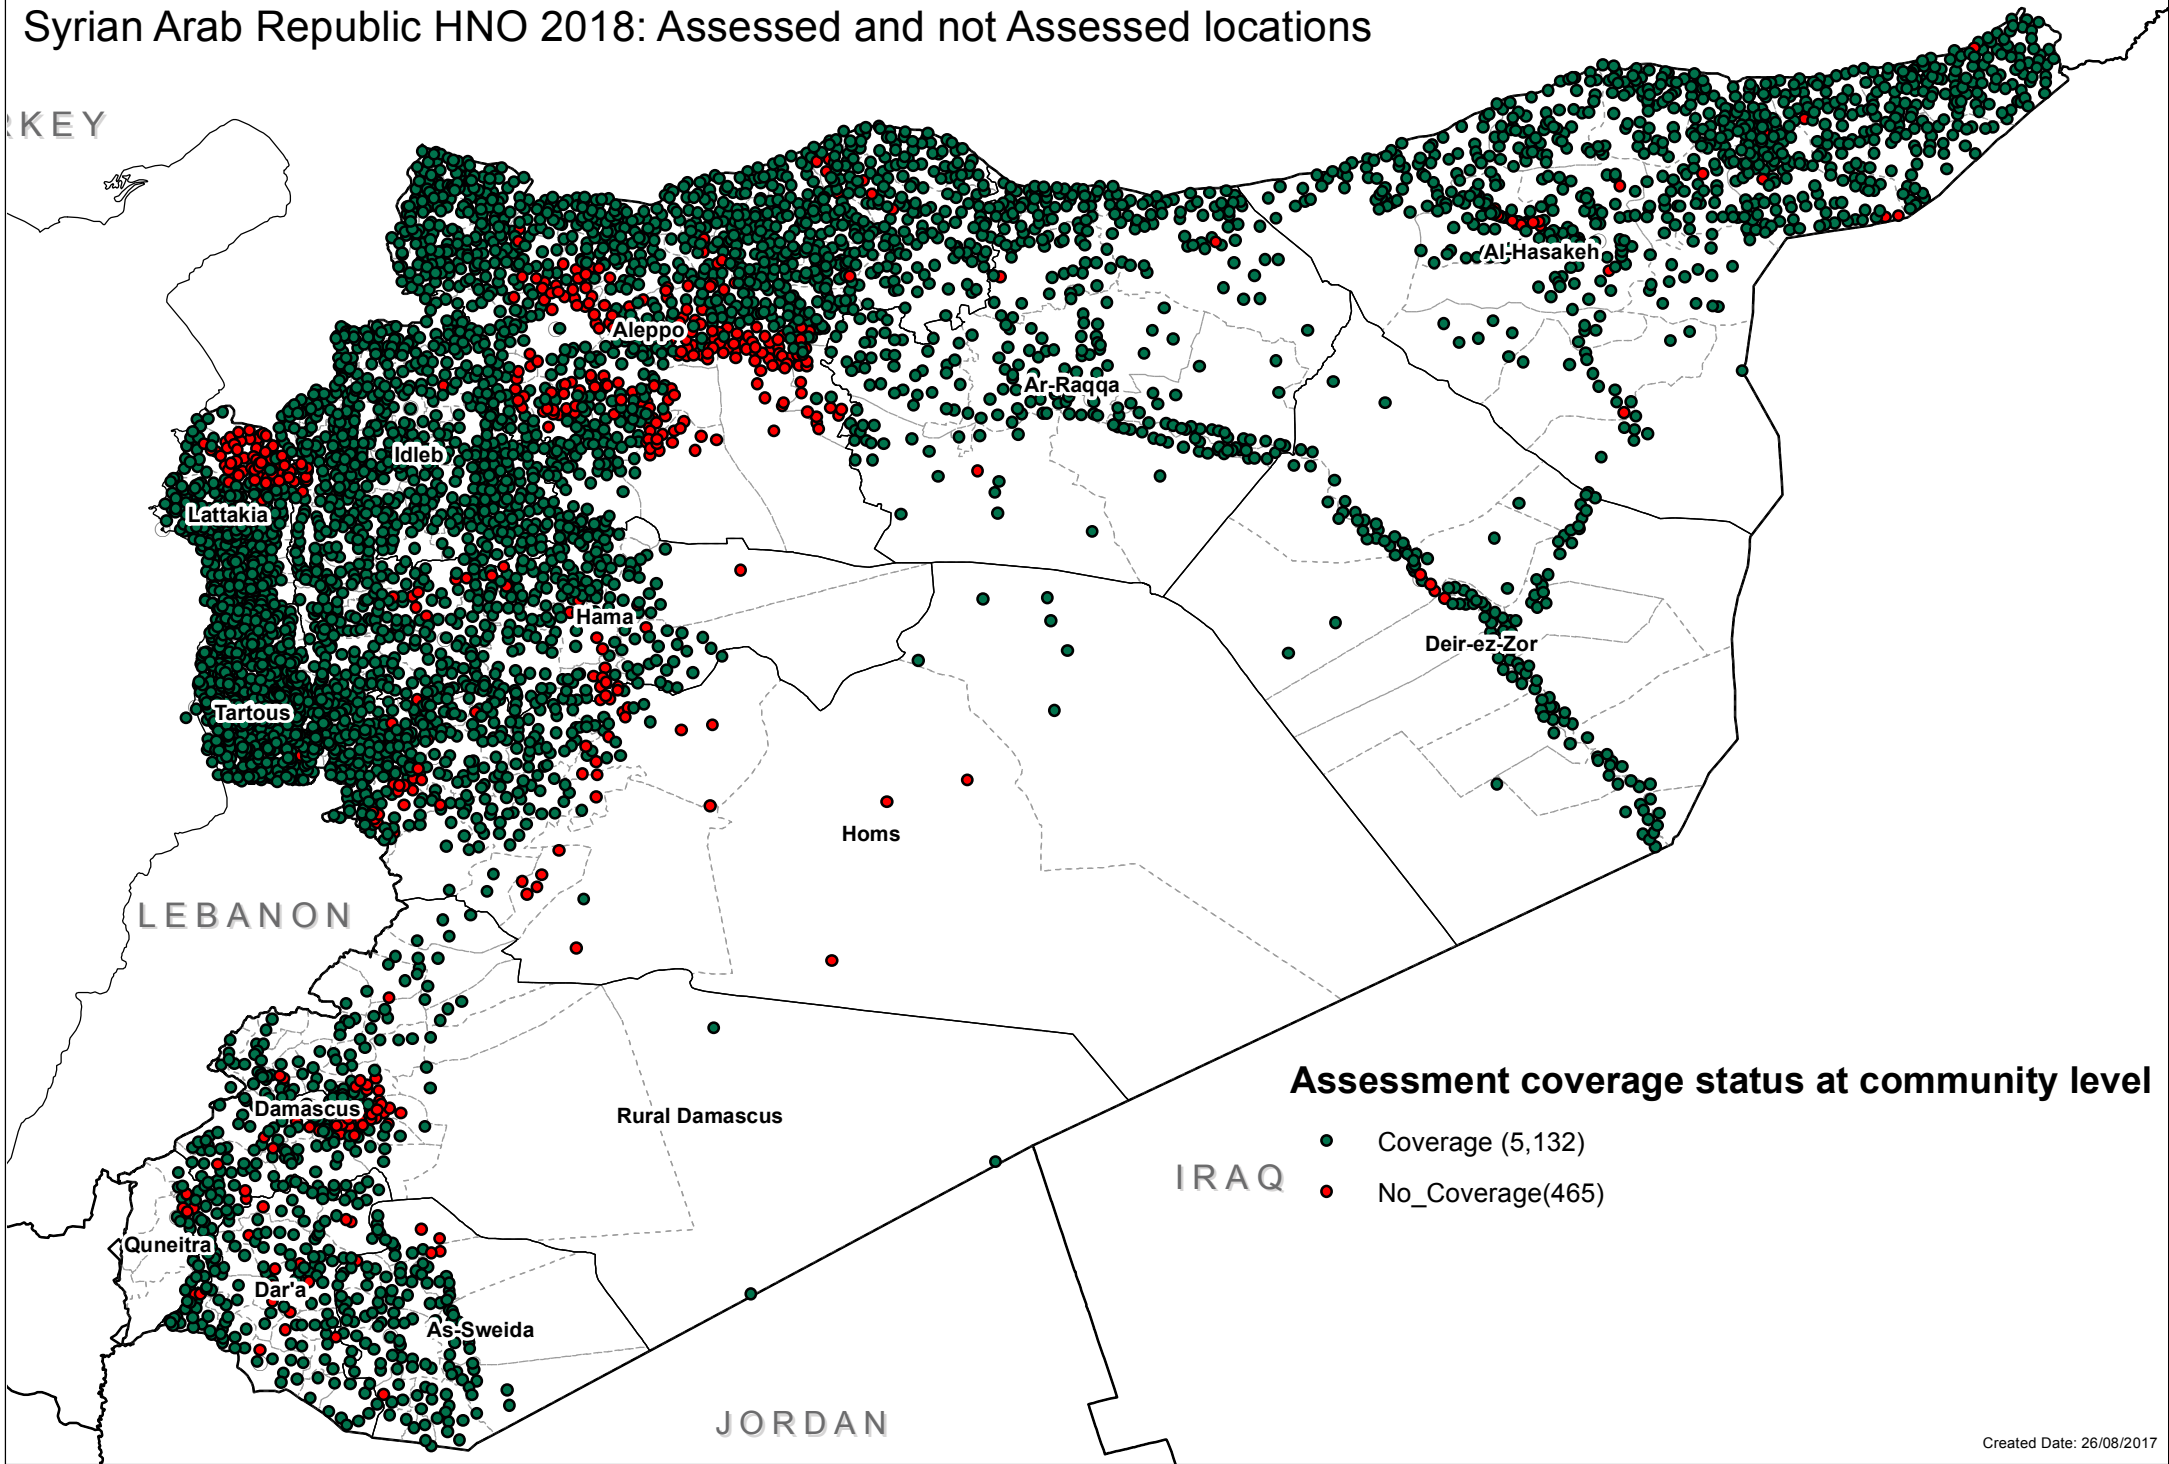 Syrian Arab Republic HNO 2018: Assessed and not Assessed locations
RKEY
Al-Hasakeh
Aleppo
Ar-Raqqa
Idleb
Lattakia
Hama
Deir-ez-Zor
Tartous
Homs
LEBANON
Assessment coverage status at community level
Damascus
Rural Damascus
Coverage (5,132)
IRAQ
No_Coverage(465)
Quneitra
Dar'a
As-Sweida
JORDAN
Created Date: 26/08/2017